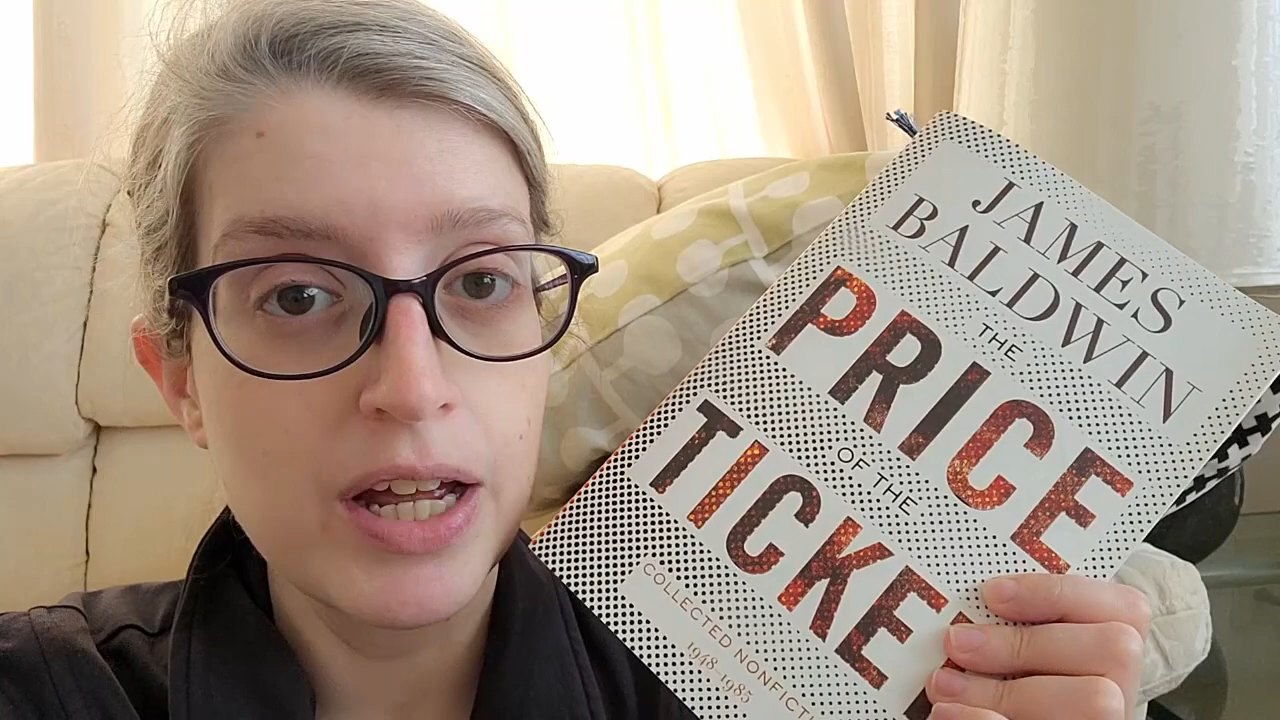 JAMES
BALDWIN
THE
PRICE
OF THE
TICKE
COLLECTED NONFICTI
1948–1985